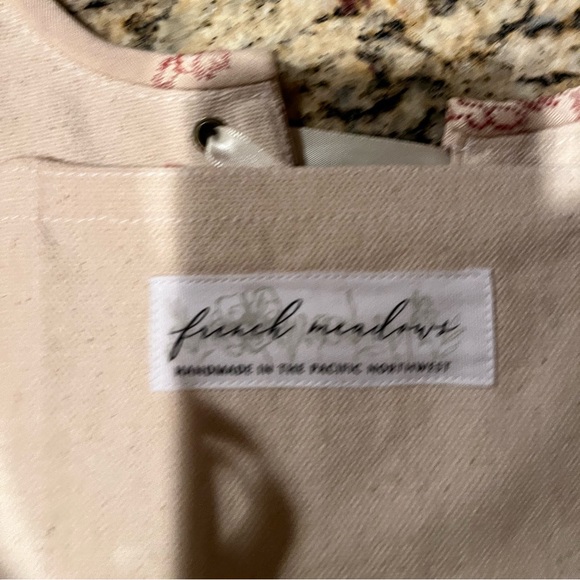 french meadows
HANDMADE IN THE PACIFIC NORTHWEST